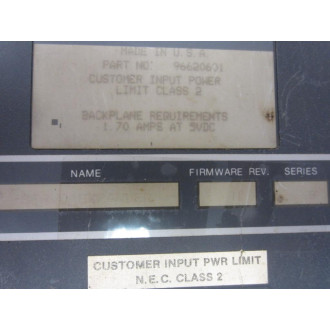 MADE IN U.S.A.
PART NO. 96620671
CUSTOMER INPUT POWER
LIMIT CLASS 2
BACKPLANE REQUIREMENTS
1.70 AMPS AT 5VDC
NAME FIRMWARE REV. SERIES
CUSTOMER INPUT PWR LIMIT
N.E.C. CLASS 2